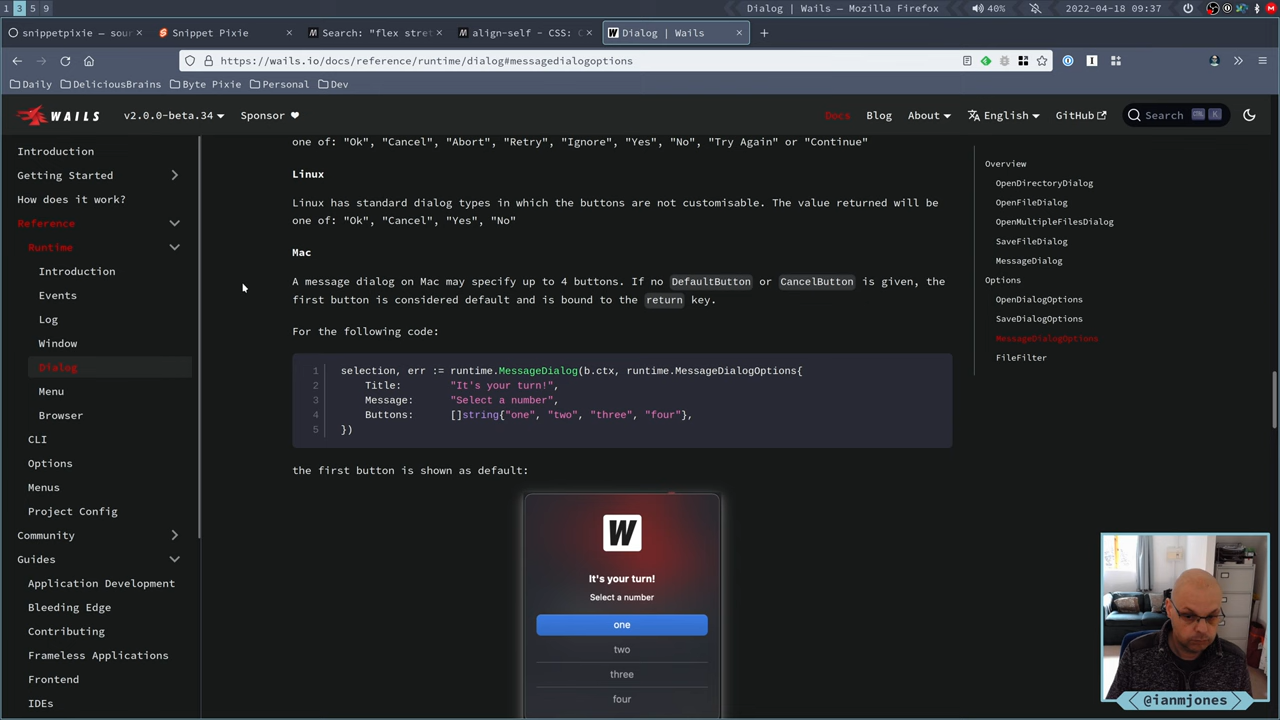 1 3 5 9
Dialog | Wails — Mozilla Firefox
40%
2022-04-18 09:37
snippetpixie — sour
Snippet Pixie
Search: "flex stret
align-self - CSS: C
Dialog | Wails
https://wails.io/docs/reference/runtime/dialog#messagedialogoptions
Daily
DeliciousBrains
Byte Pixie
Personal
Dev
WAILS
v2.0.0-beta.34
Sponsor
Docs
Blog
About
English
GitHub
Search
Introduction
Getting Started
How does it work?
Reference
Runtime
Introduction
Events
Log
Window
Dialog
Menu
Browser
CLI
Options
Menus
Project Config
Community
Guides
Application Development
Bleeding Edge
Contributing
Frameless Applications
Frontend
IDEs
one of: "Ok", "Cancel", "Abort", "Retry", "Ignore", "Yes", "No", "Try Again" or "Continue"
Linux
Linux has standard dialog types in which the buttons are not customisable. The value returned will be
one of: "Ok", "Cancel", "Yes", "No"
Mac
A message dialog on Mac may specify up to 4 buttons. If no DefaultButton or CancelButton is given, the
first button is considered default and is bound to the return key.
For the following code:
1 selection, err := runtime.MessageDialog(b.ctx, runtime.MessageDialogOptions{
2 Title: "It's your turn!",
3 Message: "Select a number",
4 Buttons: []string{"one", "two", "three", "four"},
5 })
the first button is shown as default:
W
It's your turn!
Select a number
one
two
three
four
Overview
OpenDirectoryDialog
OpenFileDialog
OpenMultipleFilesDialog
SaveFileDialog
MessageDialog
Options
OpenDialogOptions
SaveDialogOptions
MessageDialogOptions
FileFilter
@ianmjones